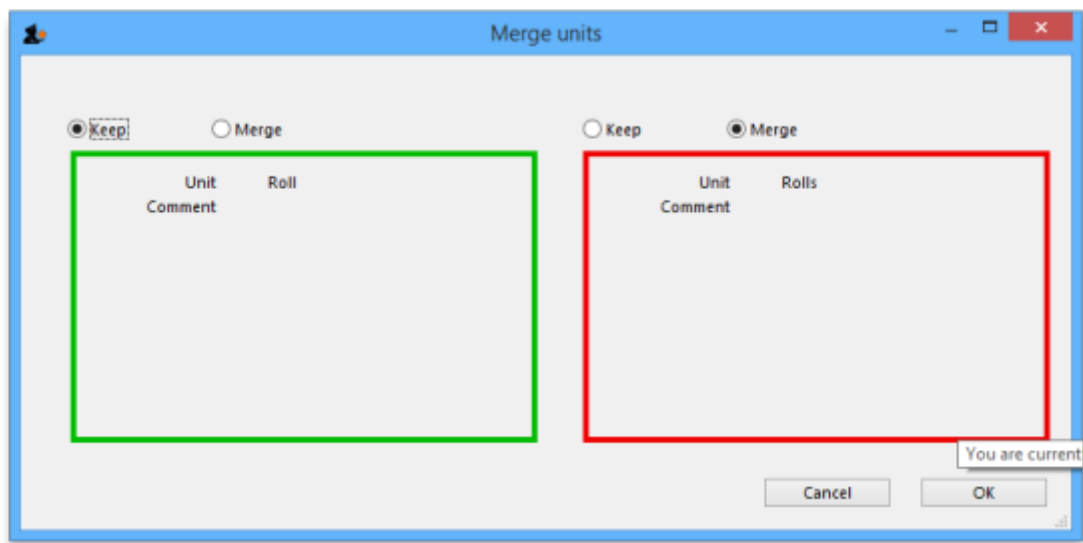 Merge units
Keep Merge Keep Merge
Unit Roll Unit Rolls
Comment Comment
You are current
Cancel OK